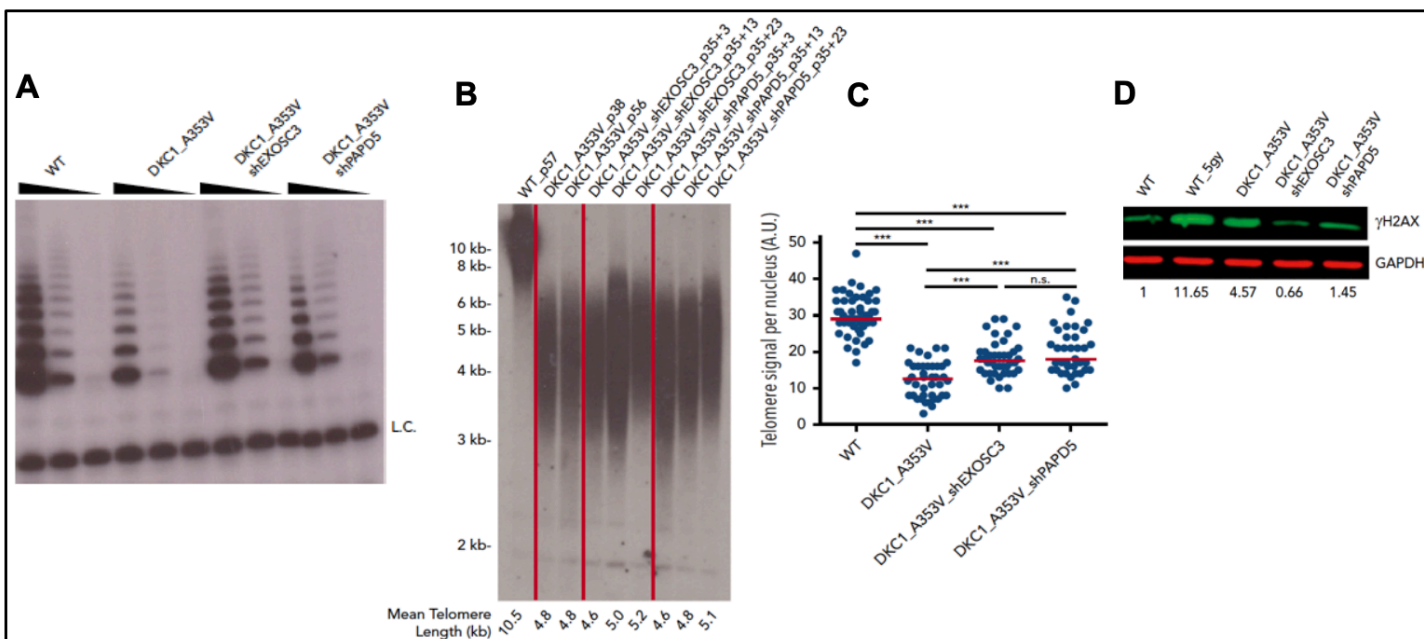 A
WT
DKC1_A353V
DKC1_A353V
shEXOSC3
DKC1_A353V
shPAPD5
L.C.
B
WT_p57
DKC1_A353V_p38
DKC1_A353V_p56
DKC1_A353V_shEXOSC3_p35+3
DKC1_A353V_shEXOSC3_p35+13
DKC1_A353V_shEXOSC3_p35+23
DKC1_A353V_shPAPD5_p35+3
DKC1_A353V_shPAPD5_p35+13
DKC1_A353V_shPAPD5_p35+23
10 kb-
8 kb-
6 kb-
5 kb-
4 kb-
3 kb-
2 kb-
Mean Telomere
Length (kb)
10.5 4.8 4.8 4.6 5.0 5.2 4.6 4.8 5.1
C
Telomere signal per nucleus (A.U.)
50
40
30
20
10
0
***
***
***
***
***
n.s.
WT
DKC1_A353V
DKC1_A353V_shEXOSC3
DKC1_A353V_shPAPD5
D
WT
WT_5gy
DKC1_A353V
DKC1_A353V
shEXOSC3
DKC1_A353V
shPAPD5
γH2AX
GAPDH
1 11.65 4.57 0.66 1.45